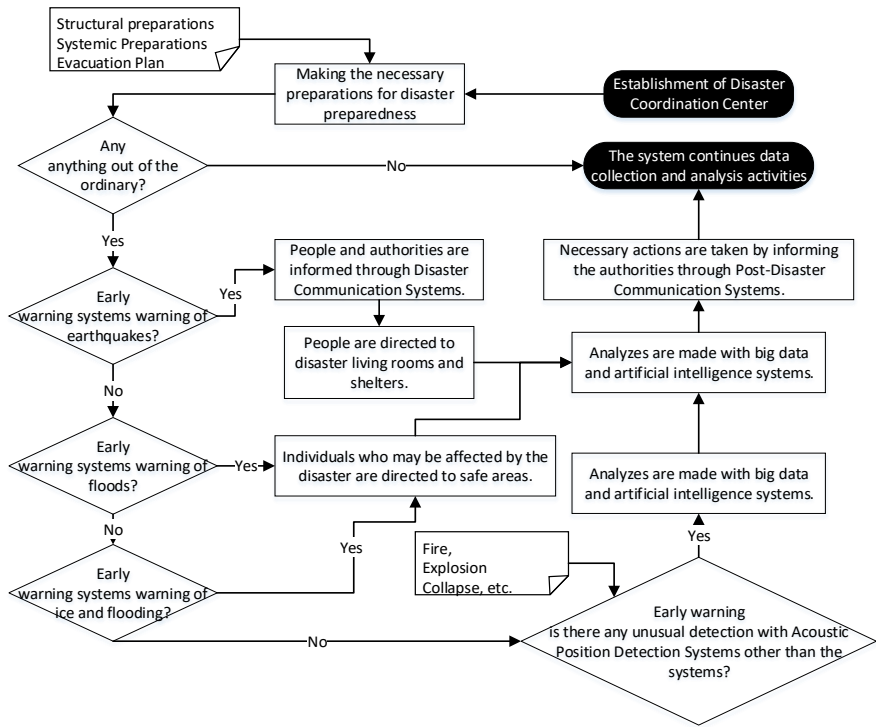 Structural preparations
Systemic Preparations
Evacuation Plan
Making the necessary
preparations for disaster
preparedness
Establishment of Disaster
Coordination Center
Any
anything out of the
ordinary?
No
The system continues data
collection and analysis activities
Yes
People and authorities are
informed through Disaster
Communication Systems.
Necessary actions are taken by informing
the authorities through Post-Disaster
Communication Systems.
Early
warning systems warning of
earthquakes?
Yes
People are directed to
disaster living rooms and
shelters.
Analyzes are made with big data
and artificial intelligence systems.
No
Early
warning systems warning of
floods?
Yes
Individuals who may be affected by the
disaster are directed to safe areas.
Analyzes are made with big data
and artificial intelligence systems.
No
Yes
Yes
Early
warning systems warning of
ice and flooding?
Fire,
Explosion
Collapse, etc.
Early warning
is there any unusual detection with Acoustic
Position Detection Systems other than the
systems?
No